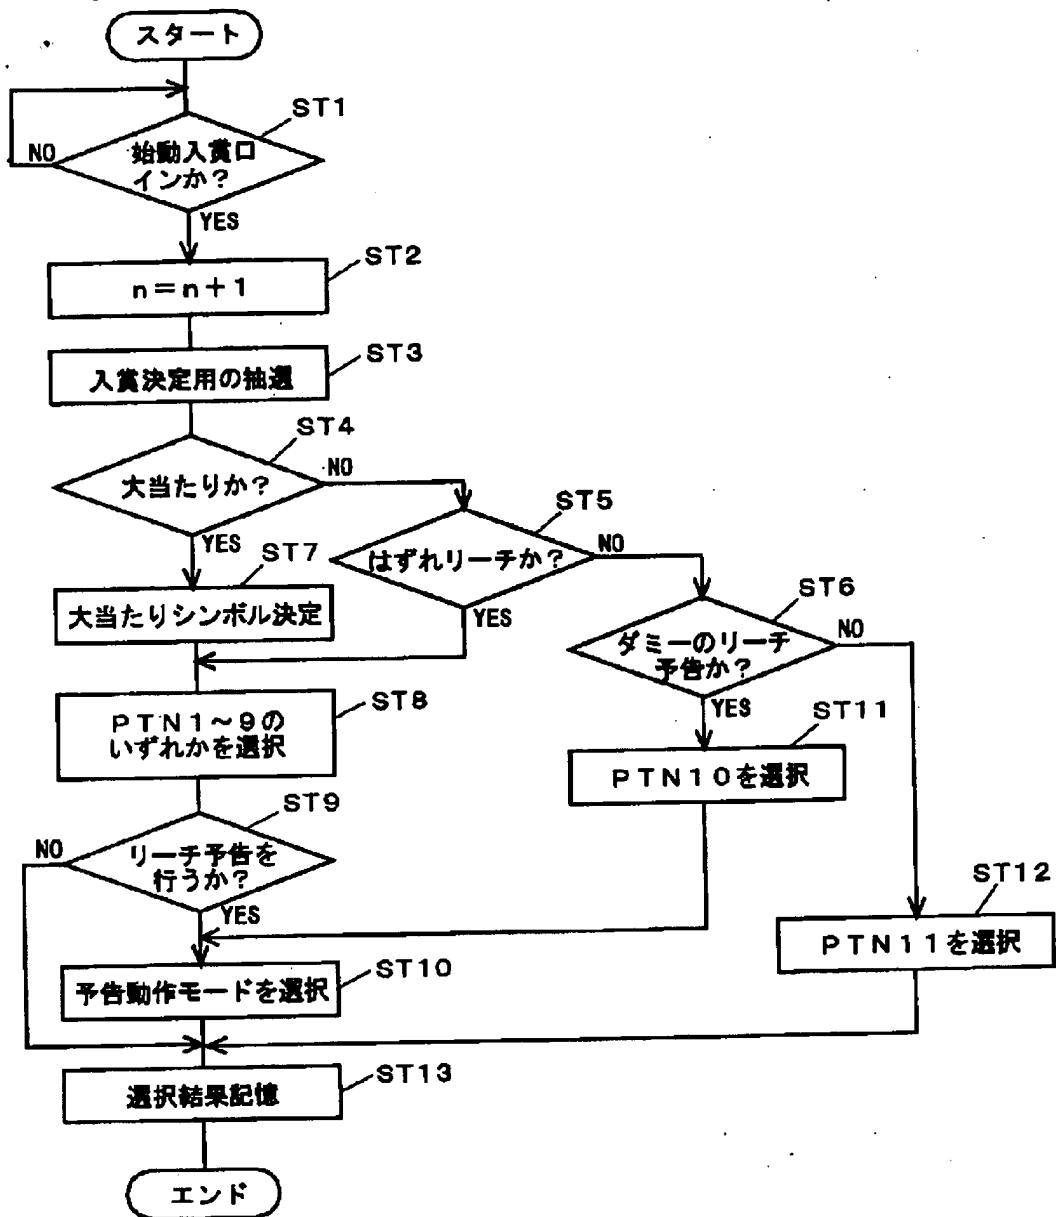 スタート
ST1
始動入賞口
インか?
NO
YES
ST2
n=n+1
ST3
入賞決定用の抽選
ST4
大当たりか?
NO
YES
ST5
はずれリーチか?
NO
YES
ST7
大当たりシンボル決定
ST6
ダミーのリーチ
予告か?
NO
YES
ST8
PTN1~9の
いずれかを選択
ST11
PTN10を選択
ST9
リーチ予告を
行うか?
NO
YES
ST12
PTN11を選択
ST10
予告動作モードを選択
ST13
選択結果記憶
エンド